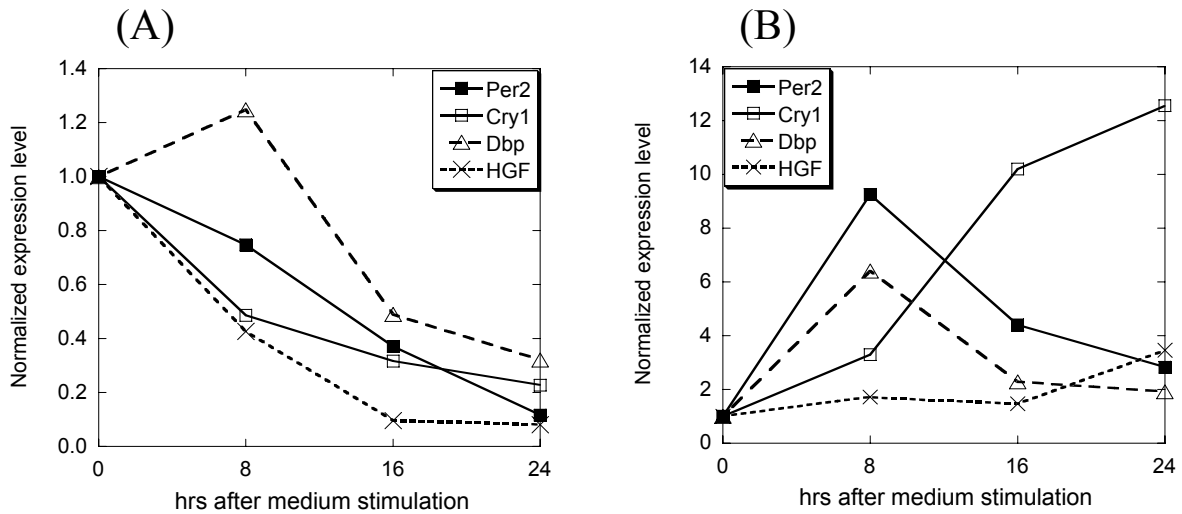 (A)
Normalized expression level
1.4
1.2
1.0
0.8
0.6
0.4
0.2
0.0
Per2
Cry1
Dbp
HGF
0 8 16 24
hrs after medium stimulation
(B)
Normalized expression level
14
12
10
8
6
4
2
0
Per2
Cry1
Dbp
HGF
0 8 16 24
hrs after medium stimulation